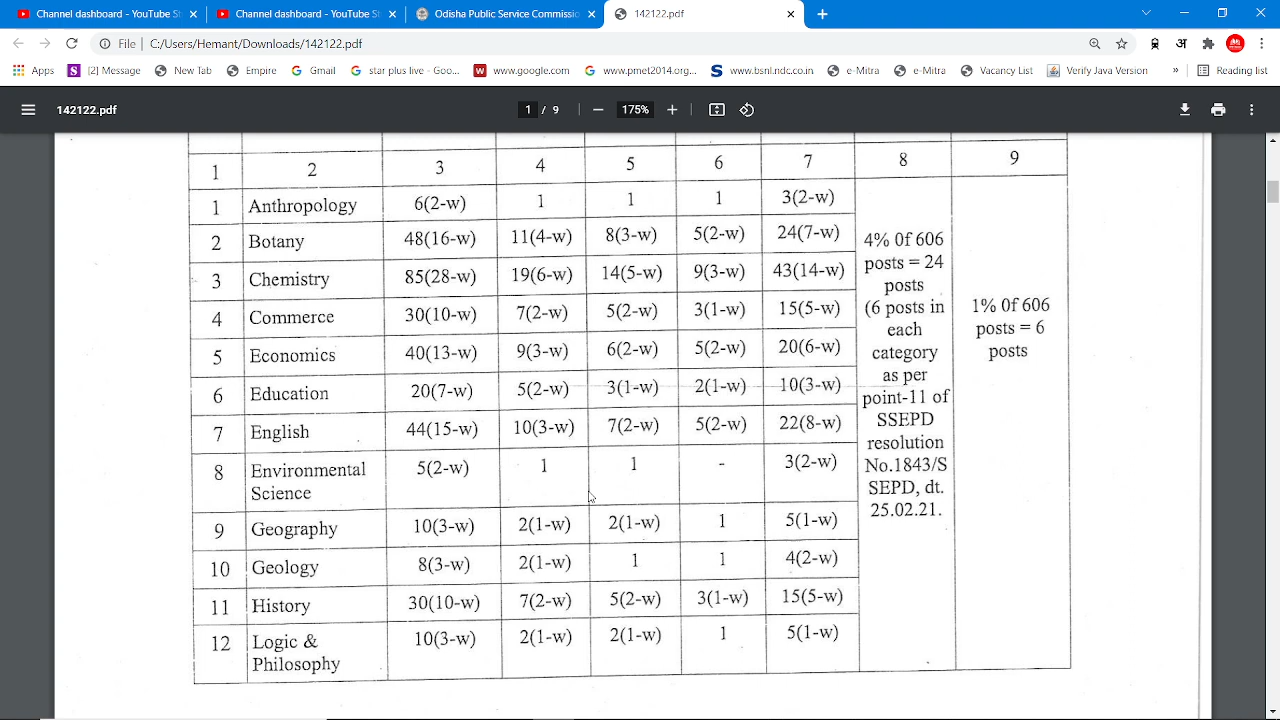 Channel dashboard - YouTube St
Channel dashboard - YouTube St
Odisha Public Service Commissio
142122.pdf
File
C:/Users/Hemant/Downloads/142122.pdf
अ
Apps
S [2] Message
New Tab
Empire
Gmail
star plus live - Goo...
www.google.com
www.pmet2014.org...
www.bsnl.ndc.co.in
e-Mitra
e-Mitra
Vacancy List
Verify Java Version
»
Reading list
142122.pdf
1 / 9
175%
1 2 3 4 5 6 7 8 9
1 Anthropology 6(2-w) 1 1 1 3(2-w)
2 Botany 48(16-w) 11(4-w) 8(3-w) 5(2-w) 24(7-w)
3 Chemistry 85(28-w) 19(6-w) 14(5-w) 9(3-w) 43(14-w)
4 Commerce 30(10-w) 7(2-w) 5(2-w) 3(1-w) 15(5-w)
5 Economics 40(13-w) 9(3-w) 6(2-w) 5(2-w) 20(6-w)
6 Education 20(7-w) 5(2-w) 3(1-w) 2(1-w) 10(3-w)
7 English 44(15-w) 10(3-w) 7(2-w) 5(2-w) 22(8-w)
8 Environmental 5(2-w) 1 1 - 3(2-w)
Science
9 Geography 10(3-w) 2(1-w) 2(1-w) 1 5(1-w)
10 Geology 8(3-w) 2(1-w) 1 1 4(2-w)
11 History 30(10-w) 7(2-w) 5(2-w) 3(1-w) 15(5-w)
12 Logic & 10(3-w) 2(1-w) 2(1-w) 1 5(1-w)
Philosophy
4% 0f 606
posts = 24
posts
(6 posts in
each
category
as per
point-11 of
SSEPD
resolution
No.1843/S
SEPD, dt.
25.02.21.
1% 0f 606
posts = 6
posts